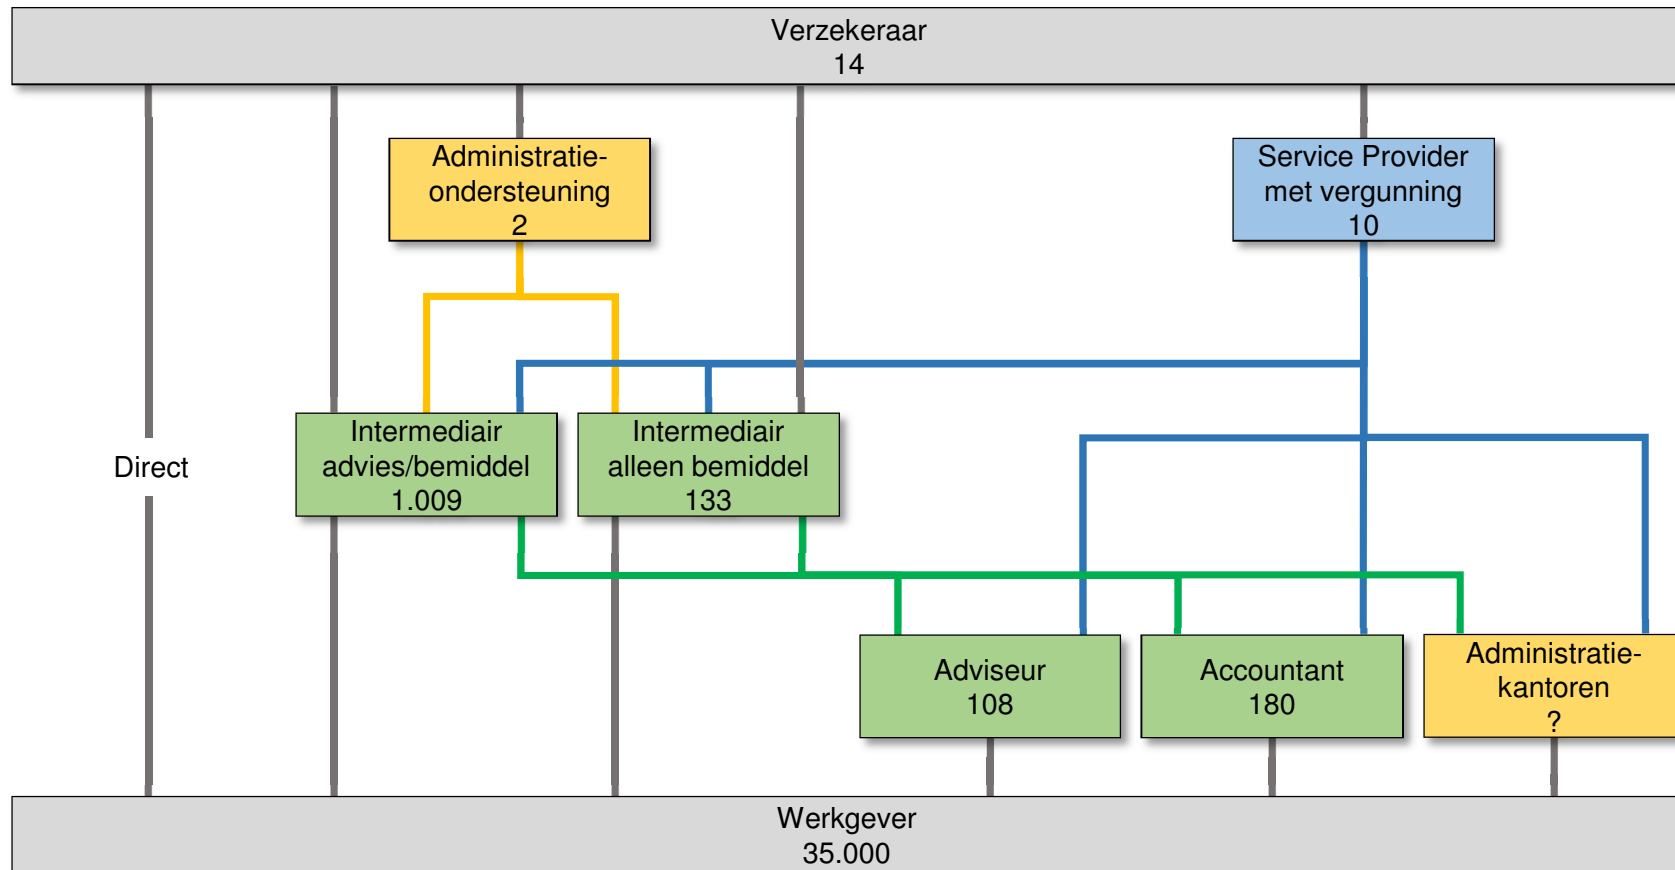 Verzekeraar
14
Administratie-
ondersteuning
2
Service Provider
met vergunning
10
Direct
Intermediair
advies/bemiddel
1.009
Intermediair
alleen bemiddel
133
Adviseur
108
Accountant
180
Administratie-
kantoren
?
Werkgever
35.000